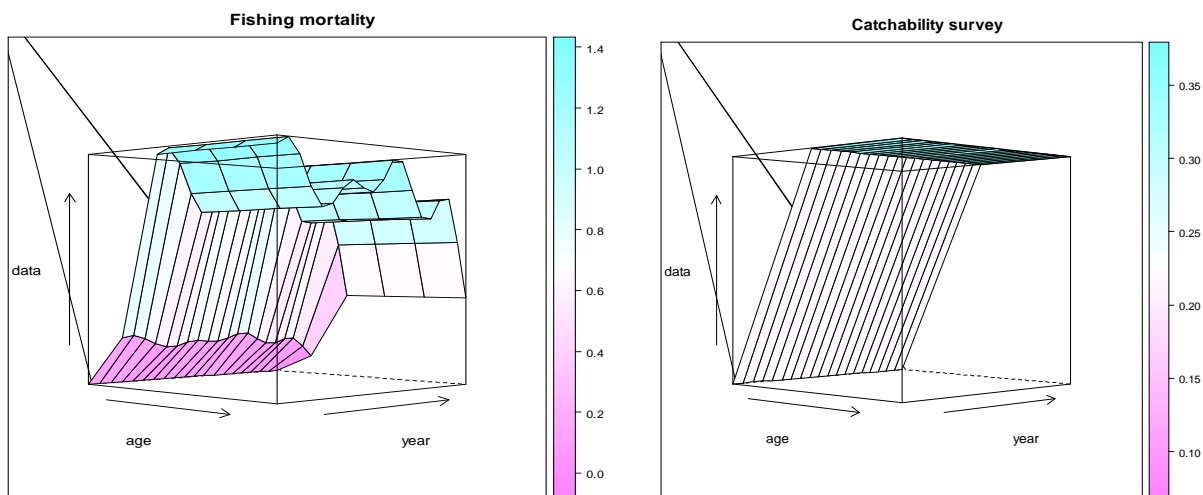 Fishing mortality
data
age
year
1.4
1.2
1.0
0.8
0.6
0.4
0.2
0.0
Catchability survey
data
age
year
0.35
0.30
0.25
0.20
0.15
0.10